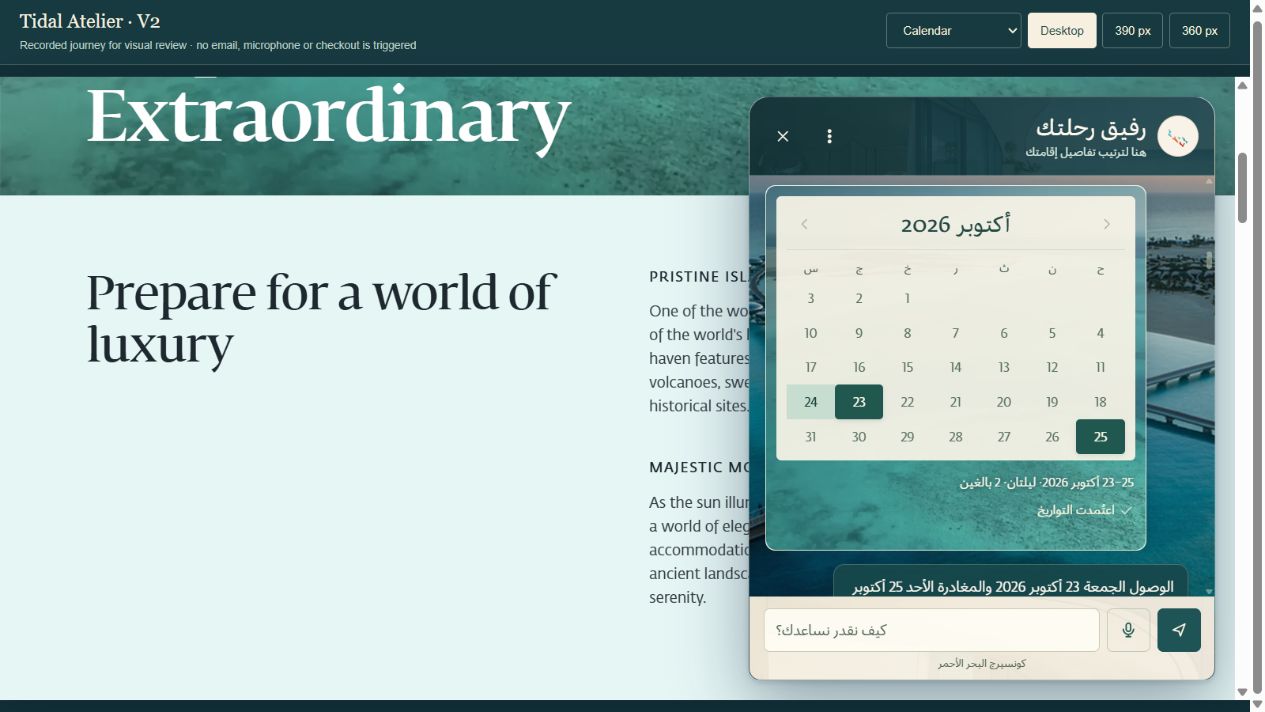 Tidal Atelier · V2
Recorded journey for visual review · no email, microphone or checkout is triggered
Calendar
Desktop
390 px
360 px
Extraordinary
Prepare for a world of
luxury
PRISTINE ISL
One of the wo
of the world's
haven features
volcanoes, swe
historical sites.
MAJESTIC MO
As the sun illur
a world of eleg
accommodatio
ancient landsc
serenity.
رفيق رحلتك
هنا لترتيب تفاصيل إقامتك
أكتوبر 2026
ح ن ث ر خ ج س
1 2 3
4 5 6 7 8 9 10
11 12 13 14 15 16 17
18 19 20 21 22 23 24
25 26 27 28 29 30 31
23–25 أكتوبر 2026· ليلتان· 2 بالغين
اعتُمدت التواريخ
الوصول الجمعة 23 أكتوبر 2026 والمغادرة الأحد 25 أكتوبر
كيف نقدر نساعدك؟
كونسيرج البحر الأحمر